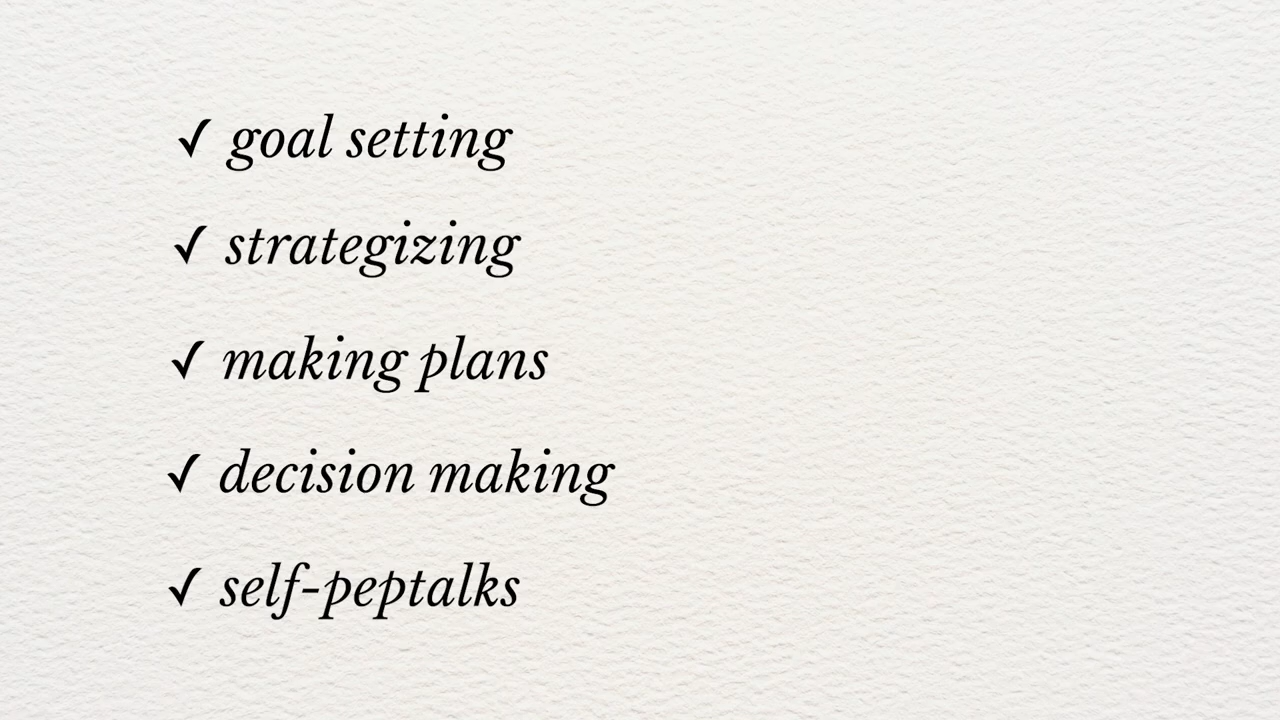 ✓ goal setting
✓ strategizing
✓ making plans
✓ decision making
✓ self-peptalks